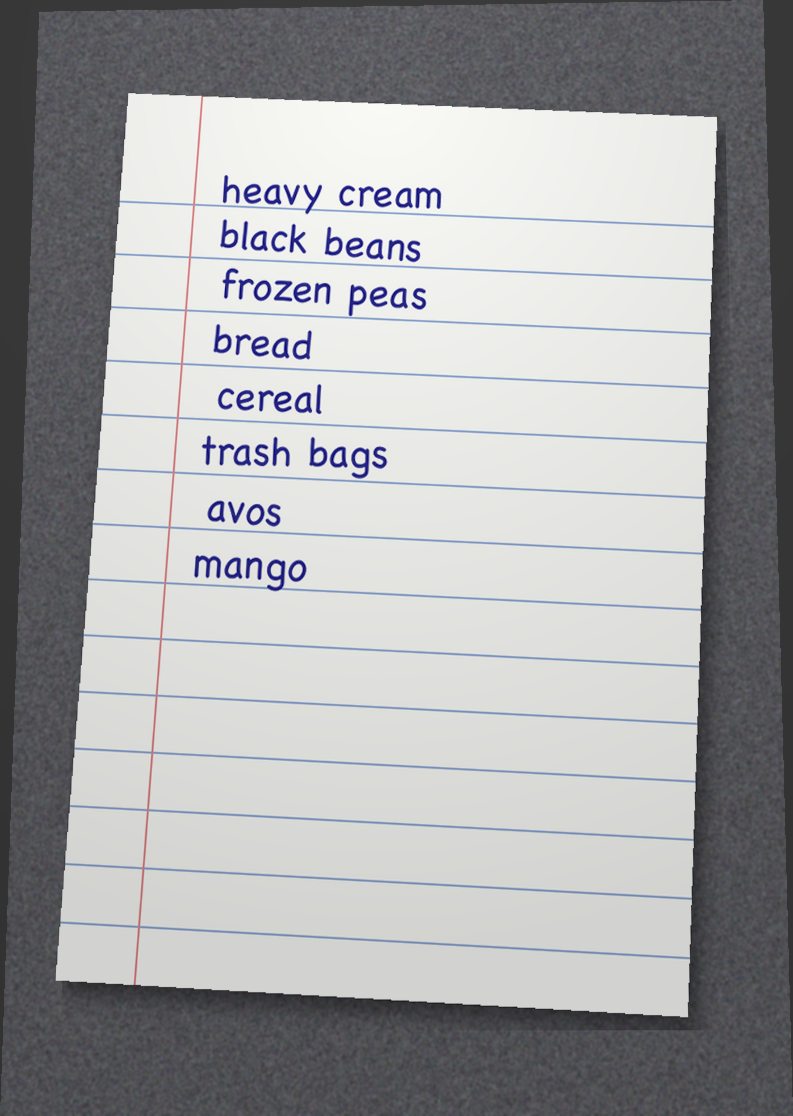 heavy cream
black beans
frozen peas
bread
cereal
trash bags
avos
mango